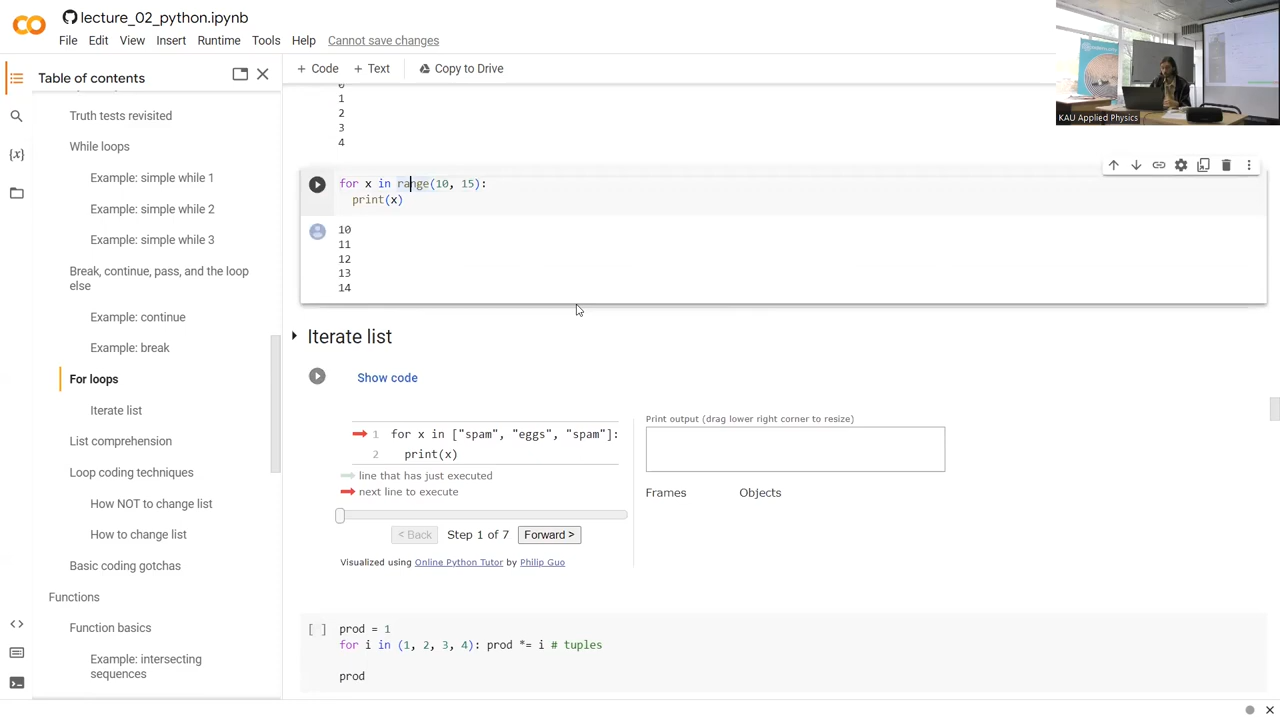 lecture_02_python.ipynb
File Edit View Insert Runtime Tools Help Cannot save changes
Table of contents
+ Code + Text Copy to Drive
Truth tests revisited
While loops
Example: simple while 1
Example: simple while 2
Example: simple while 3
Break, continue, pass, and the loop
else
Example: continue
Example: break
For loops
Iterate list
List comprehension
Loop coding techniques
How NOT to change list
How to change list
Basic coding gotchas
Functions
Function basics
Example: intersecting
sequences
0
1
2
3
4
for x in range(10, 15):
print(x)
10
11
12
13
14
Iterate list
Show code
1 for x in ["spam", "eggs", "spam"]:
2 print(x)
line that has just executed
next line to execute
< Back Step 1 of 7 Forward >
Visualized using Online Python Tutor by Philip Guo
Print output (drag lower right corner to resize)
Frames Objects
[ ] prod = 1
for i in (1, 2, 3, 4): prod *= i # tuples
prod
KAU Applied Physics